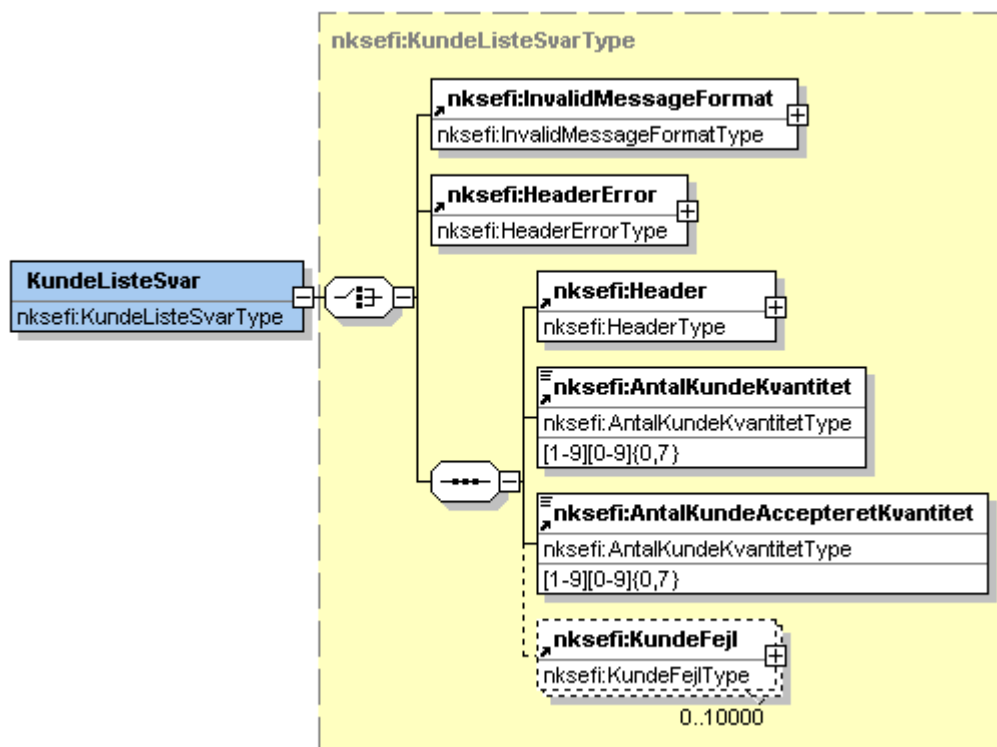 nksefi:KundeListeSvarType
nksefi:InvalidMessageFormat
nksefi:InvalidMessageFormatType
nksefi:HeaderError
nksefi:HeaderErrorType
KundeListeSvar
nksefi:KundeListeSvarType
nksefi:Header
nksefi:HeaderType
nksefi:AntalKundeKvantitet
nksefi:AntalKundeKvantitetType
[1-9][0-9]{0,7}
nksefi:AntalKundeAccepteretKvantitet
nksefi:AntalKundeKvantitetType
[1-9][0-9]{0,7}
nksefi:KundeFejl
nksefi:KundeFejlType
0..10000